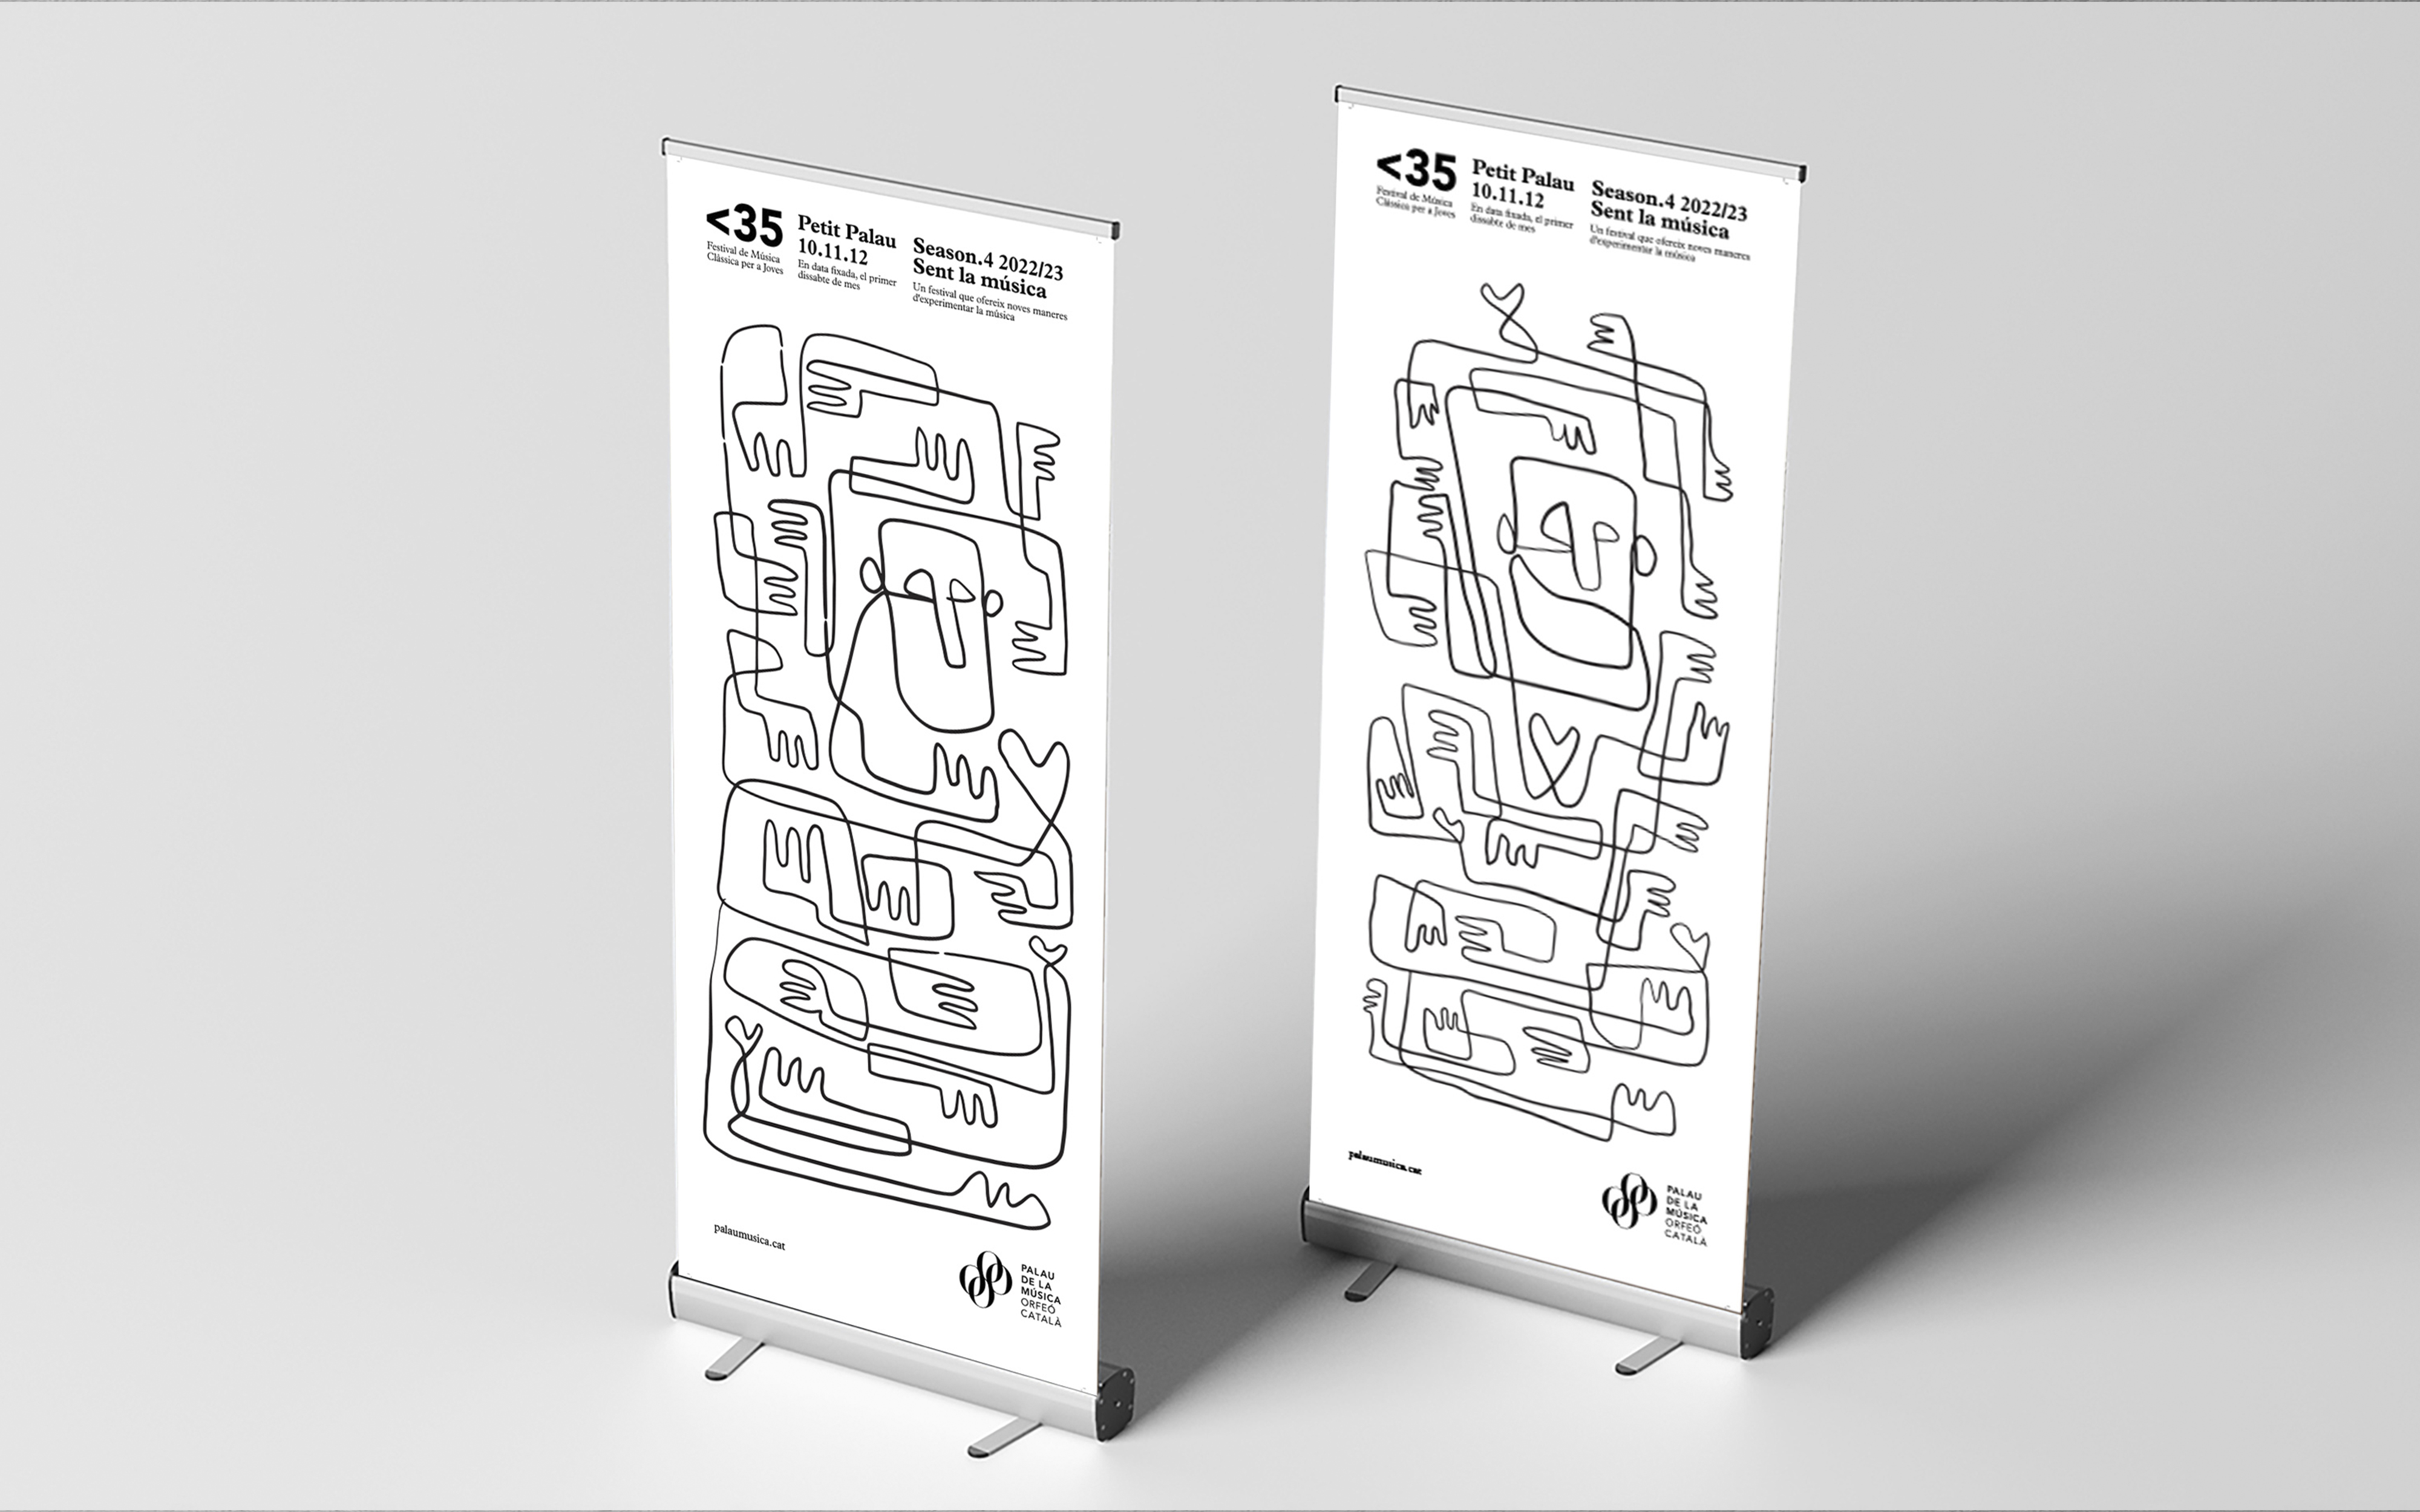 <35
Festival de Música
Clàssica per a Joves
Petit Palau
10.11.12
En data fixada, el primer
dissabte de mes
Season.4 2022/23
Sent la música
Un festival que ofereix noves maneres
d'experimentar la música
palaumusica.cat
PALAU
DE LA
MÚSICA
ORFEÓ
CATALÀ
<35
Festival de Música
Clàssica per a Joves
Petit Palau
10.11.12
En data fixada, el primer
dissabte de mes
Season.4 2022/23
Sent la música
Un festival que ofereix noves maneres
d'experimentar la música
palaumusica.cat
PALAU
DE LA
MÚSICA
ORFEÓ
CATALÀ